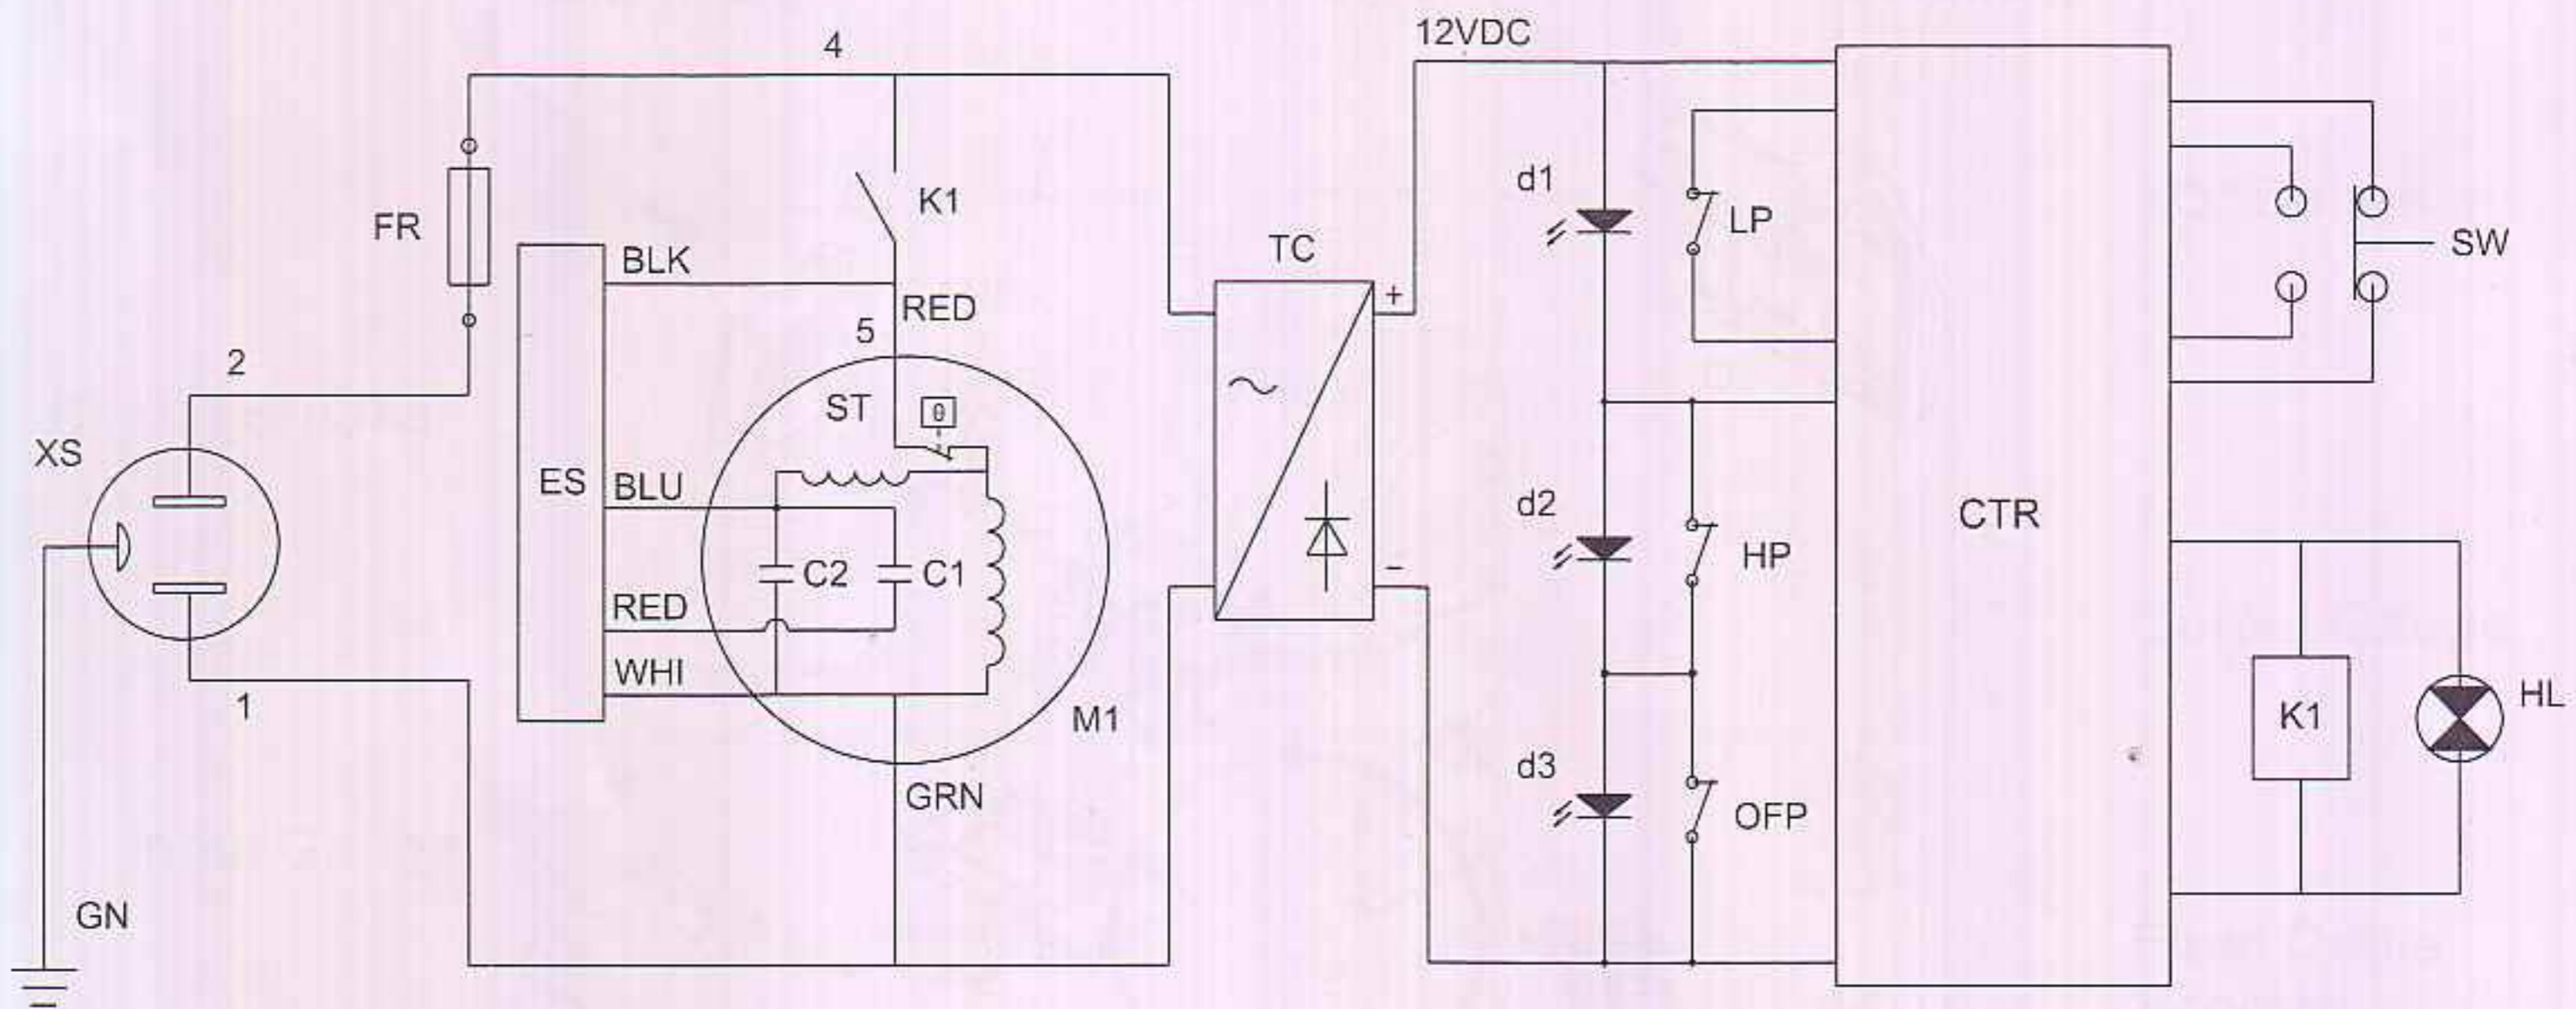 12VDC
4
d1
K1
LP
FR
SW
TC
BLK
+
RED
5
2
ST
θ
XS
ES
BLU
d2
CTR
HP
C2
C1
−
RED
WHI
HL
1
M1
K1
d3
GRN
OFP
GN